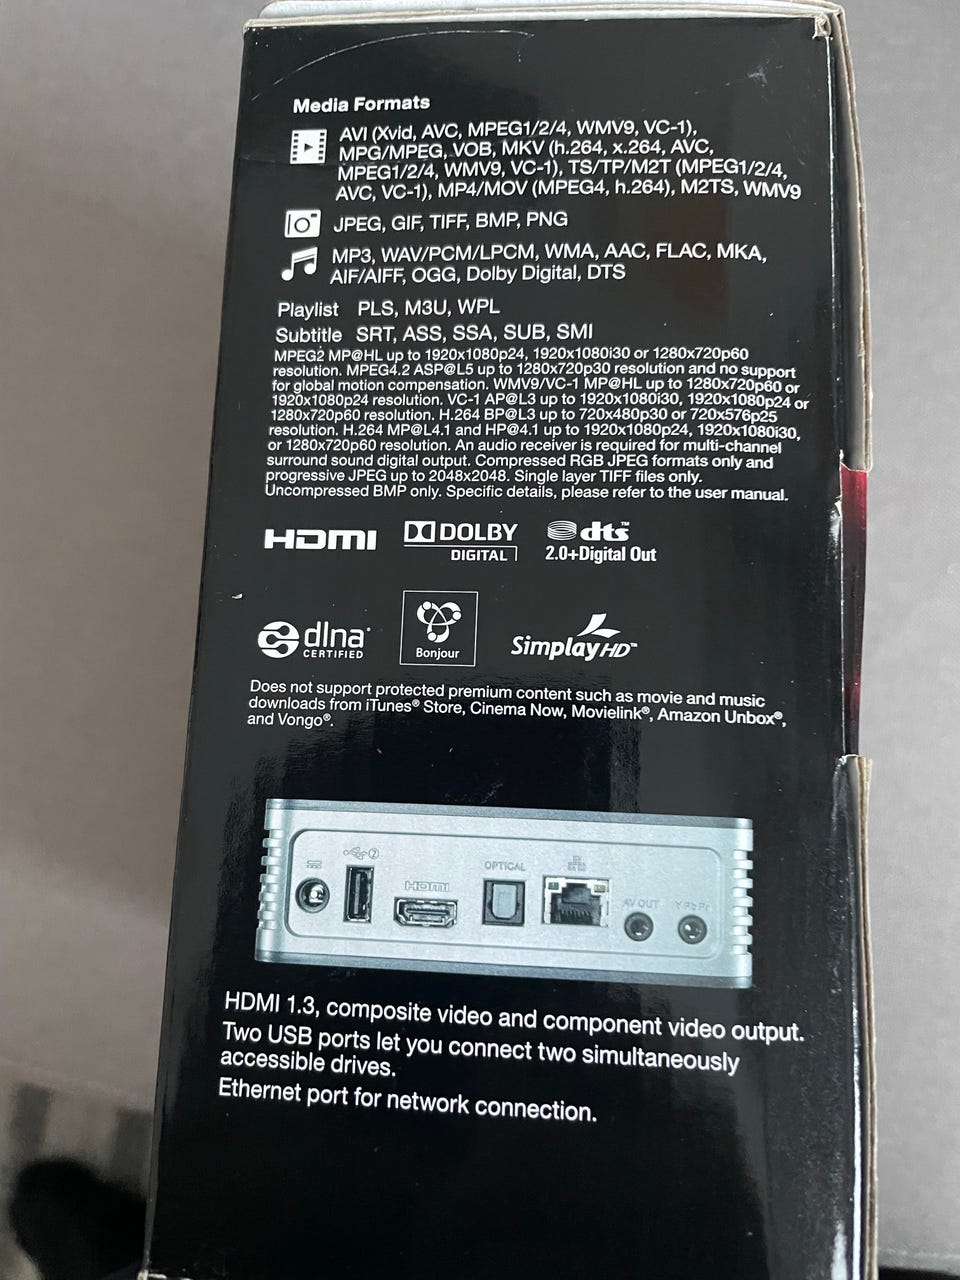 Media Formats
AVI (Xvid, AVC, MPEG1/2/4, WMV9, VC-1),
MPG/MPEG, VOB, MKV (h.264, x.264, AVC,
MPEG1/2/4, WMV9, VC-1), TS/TP/M2T (MPEG1/2/4,
AVC, VC-1), MP4/MOV (MPEG4, h.264), M2TS, WMV9
JPEG, GIF, TIFF, BMP, PNG
MP3, WAV/PCM/LPCM, WMA, AAC, FLAC, MKA,
AIF/AIFF, OGG, Dolby Digital, DTS
Playlist PLS, M3U, WPL
Subtitle SRT, ASS, SSA, SUB, SMI
MPEG2 MP@HL up to 1920x1080p24, 1920x1080i30 or 1280x720p60
resolution. MPEG4.2 ASP@L5 up to 1280x720p30 resolution and no support
for global motion compensation. WMV9/VC-1 MP@HL up to 1280x720p60 or
1920x1080p24 resolution. VC-1 AP@L3 up to 1920x1080i30, 1920x1080p24 or
1280x720p60 resolution. H.264 BP@L3 up to 720x480p30 or 720x576p25
resolution. H.264 MP@L4.1 and HP@4.1 up to 1920x1080p24, 1920x1080i30,
or 1280x720p60 resolution. An audio receiver is required for multi-channel
surround sound digital output. Compressed RGB JPEG formats only and
progressive JPEG up to 2048x2048. Single layer TIFF files only.
Uncompressed BMP only. Specific details, please refer to the user manual.
HDMI DOLBY DIGITAL dts™ 2.0+Digital Out
dlna CERTIFIED Bonjour SimplayHD™
Does not support protected premium content such as movie and music
downloads from iTunes® Store, Cinema Now, Movielink®, Amazon Unbox®,
and Vongo®.
2 HDMI OPTICAL AV OUT Y Pb Pr
HDMI 1.3, composite video and component video output.
Two USB ports let you connect two simultaneously
accessible drives.
Ethernet port for network connection.